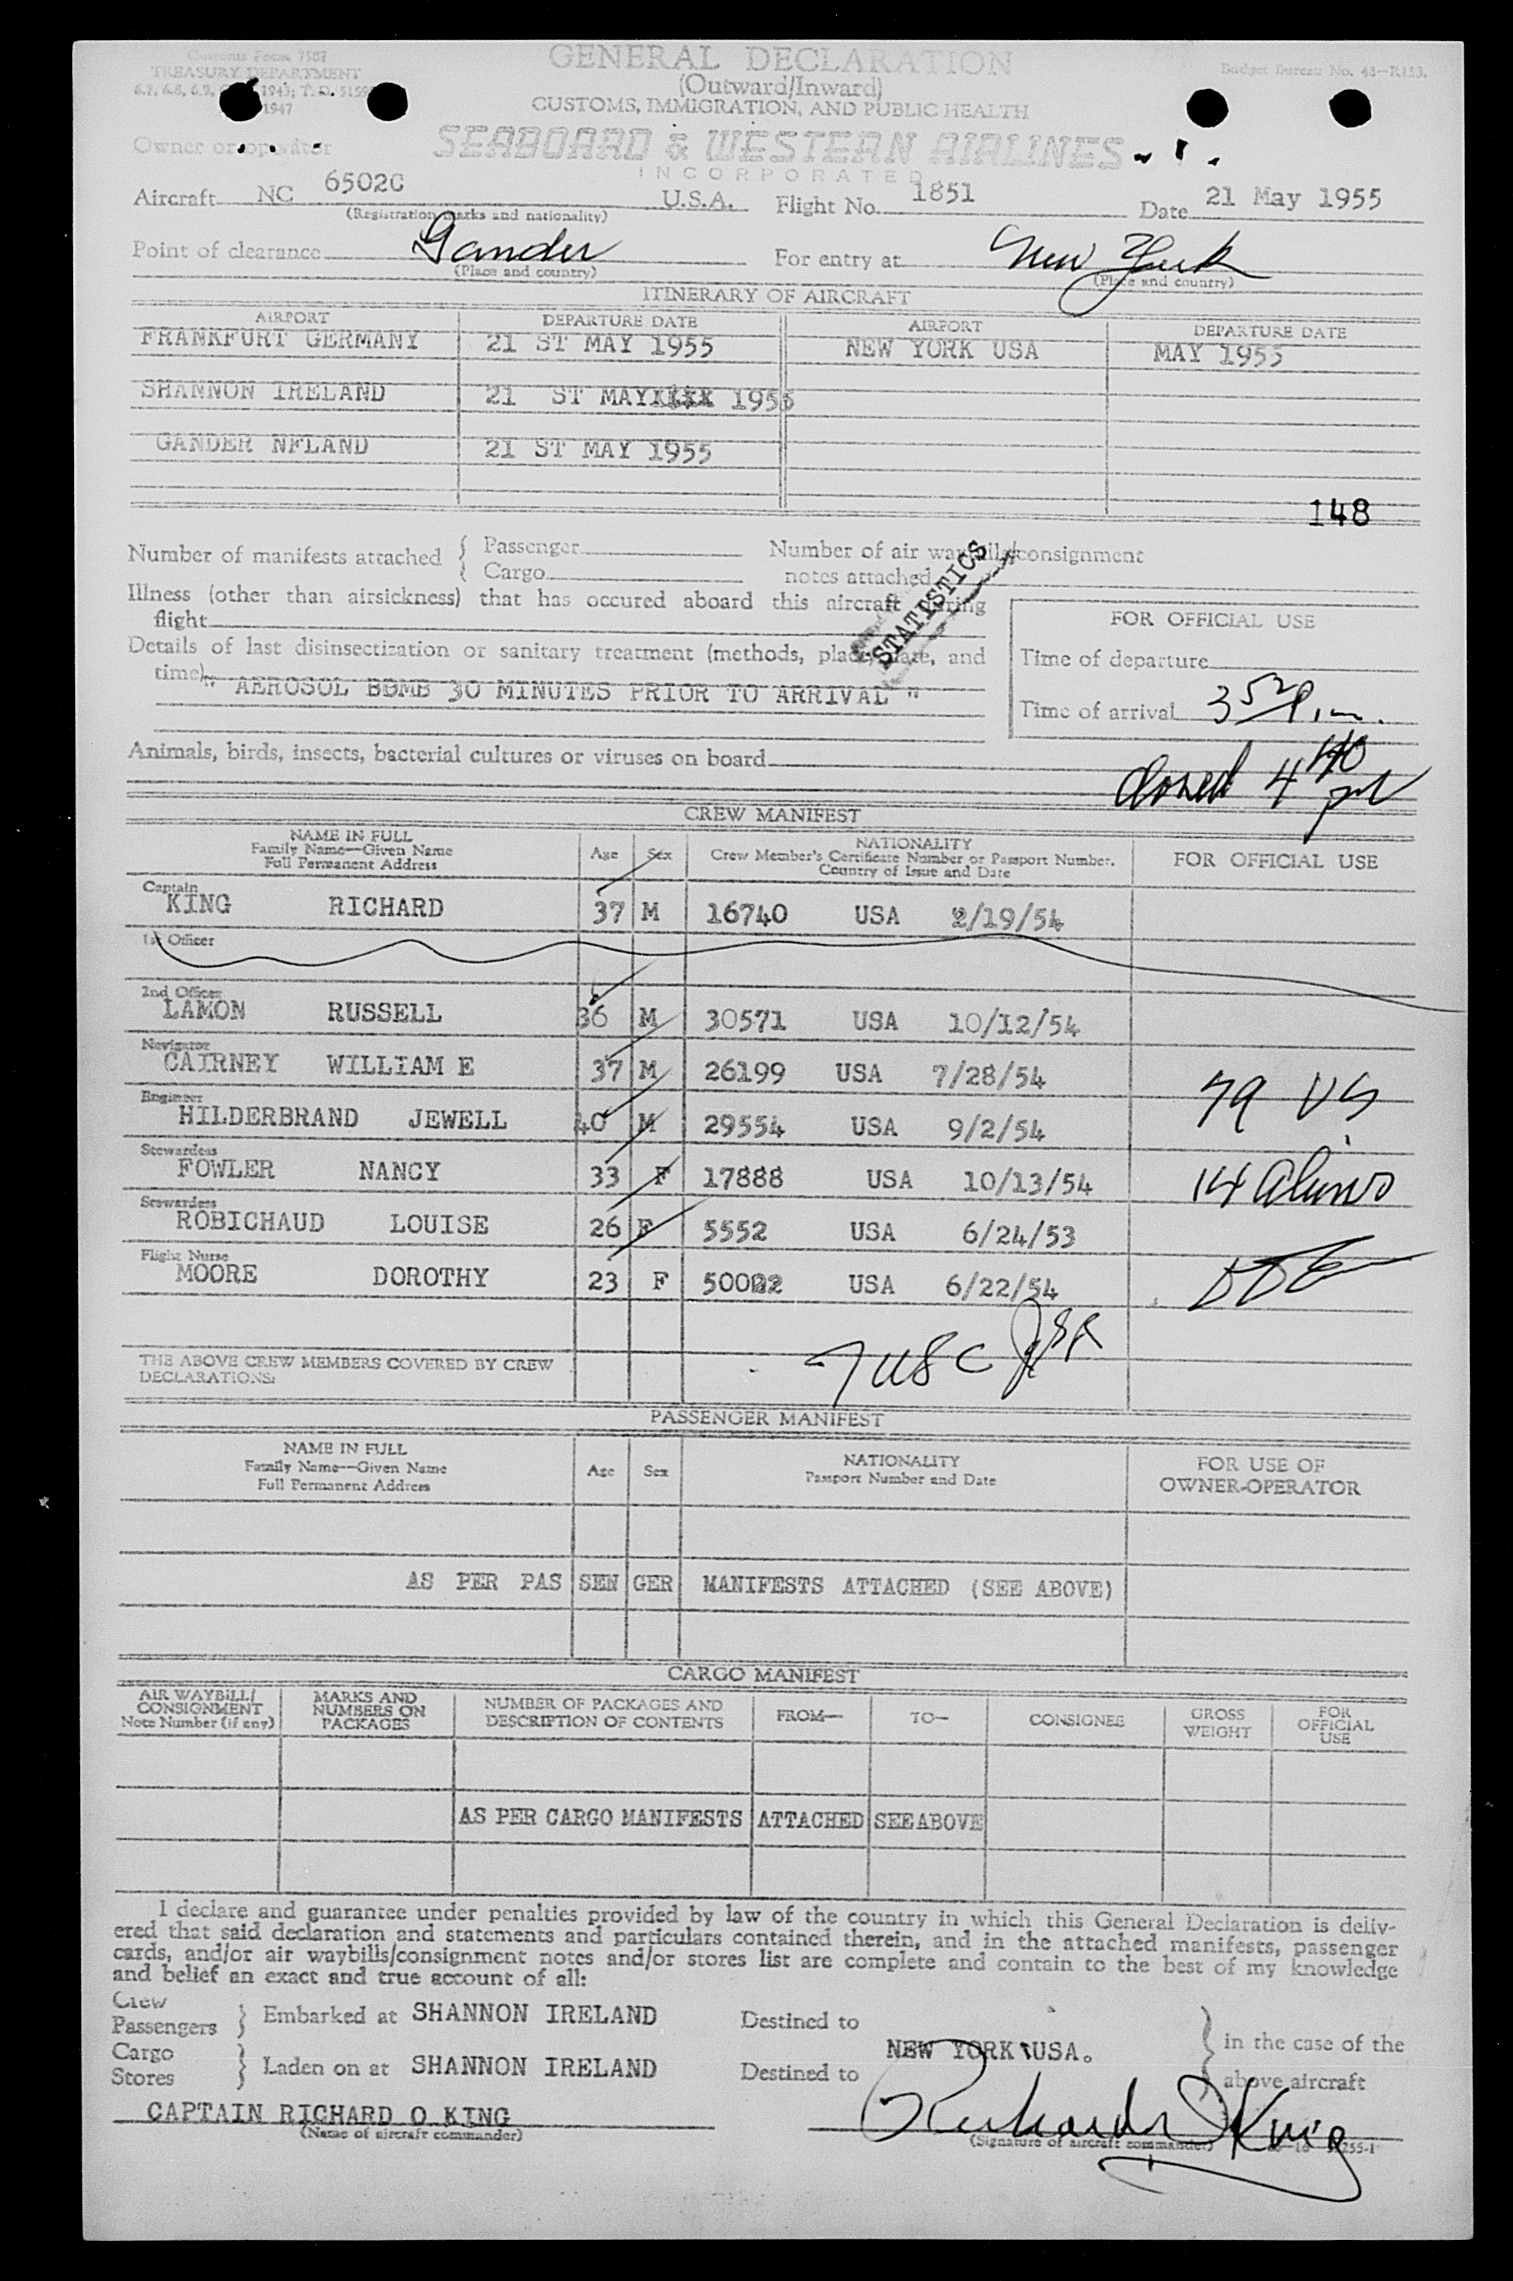 Customs Form 7507
TREASURY DEPARTMENT
1947
GENERAL DECLARATION
(Outward/Inward)
CUSTOMS, IMMIGRATION, AND PUBLIC HEALTH
Budget Bureau No. 48-R153.
Owner or operator
SEABOARD & WESTERN AIRLINES
INCORPORATED
Aircraft NC 6502C U.S.A. Flight No. 1851 Date 21 May 1955
(Registration marks and nationality)
Point of clearance Gander For entry at New York
(Place and country) (Place and country)
ITINERARY OF AIRCRAFT
AIRPORT DEPARTURE DATE AIRPORT DEPARTURE DATE
FRANKFURT GERMANY 21 ST MAY 1955 NEW YORK USA MAY 1955
SHANNON IRELAND 21 ST MAYXXXX 1955
GANDER NFLAND 21 ST MAY 1955
148
Number of manifests attached { Passenger Number of air waybills/consignment
Cargo notes attached
STATISTICS
Illness (other than airsickness) that has occured aboard this aircraft during
flight
FOR OFFICIAL USE
Details of last disinsectization or sanitary treatment (methods, place, date, and
time) " AEROSOL BOMB 30 MINUTES PRIOR TO ARRIVAL "
Time of departure
Time of arrival 3 52 P.m.
Animals, birds, insects, bacterial cultures or viruses on board
closed 4 40 pm
CREW MANIFEST
NAME IN FULL
Family Name—Given Name
Full Permanent Address
Age Sex
NATIONALITY
Crew Member's Certificate Number or Passport Number.
Country of Issue and Date
FOR OFFICIAL USE
Captain
KING RICHARD 37 M 16740 USA 2/19/54
1st Officer
2nd Officer
LAMON RUSSELL 36 M 30571 USA 10/12/54
Navigator
CAIRNEY WILLIAM E 37 M 26199 USA 7/28/54
79 US
Engineer
HILDERBRAND JEWELL 40 M 29554 USA 9/2/54
Stewardess
FOWLER NANCY 33 F 17888 USA 10/13/54
14 Aliens
Stewardess
ROBICHAUD LOUISE 26 F 5552 USA 6/24/53
Flight Nurse
MOORE DOROTHY 23 F 50022 USA 6/22/54
7 USC
THE ABOVE CREW MEMBERS COVERED BY CREW
DECLARATIONS:
PASSENGER MANIFEST
NAME IN FULL
Family Name—Given Name
Full Permanent Address
Age Sex
NATIONALITY
Passport Number and Date
FOR USE OF
OWNER-OPERATOR
AS PER PAS SEN GER MANIFESTS ATTACHED (SEE ABOVE)
CARGO MANIFEST
AIR WAYBILL/
CONSIGNMENT
Note Number (if any)
MARKS AND
NUMBERS ON
PACKAGES
NUMBER OF PACKAGES AND
DESCRIPTION OF CONTENTS
FROM— TO— CONSIGNEE
GROSS
WEIGHT
FOR
OFFICIAL
USE
AS PER CARGO MANIFESTS ATTACHED SEE ABOVE
I declare and guarantee under penalties provided by law of the country in which this General Declaration is deliv-
ered that said declaration and statements and particulars contained therein, and in the attached manifests, passenger
cards, and/or air waybills/consignment notes and/or stores list are complete and contain to the best of my knowledge
and belief an exact and true account of all:
Crew
Passengers } Embarked at SHANNON IRELAND Destined to
NEW YORK USA. } in the case of the
Cargo
Stores } Laden on at SHANNON IRELAND Destined to above aircraft
CAPTAIN RICHARD O KING Richard O King
(Name of aircraft commander) (Signature of aircraft commander)